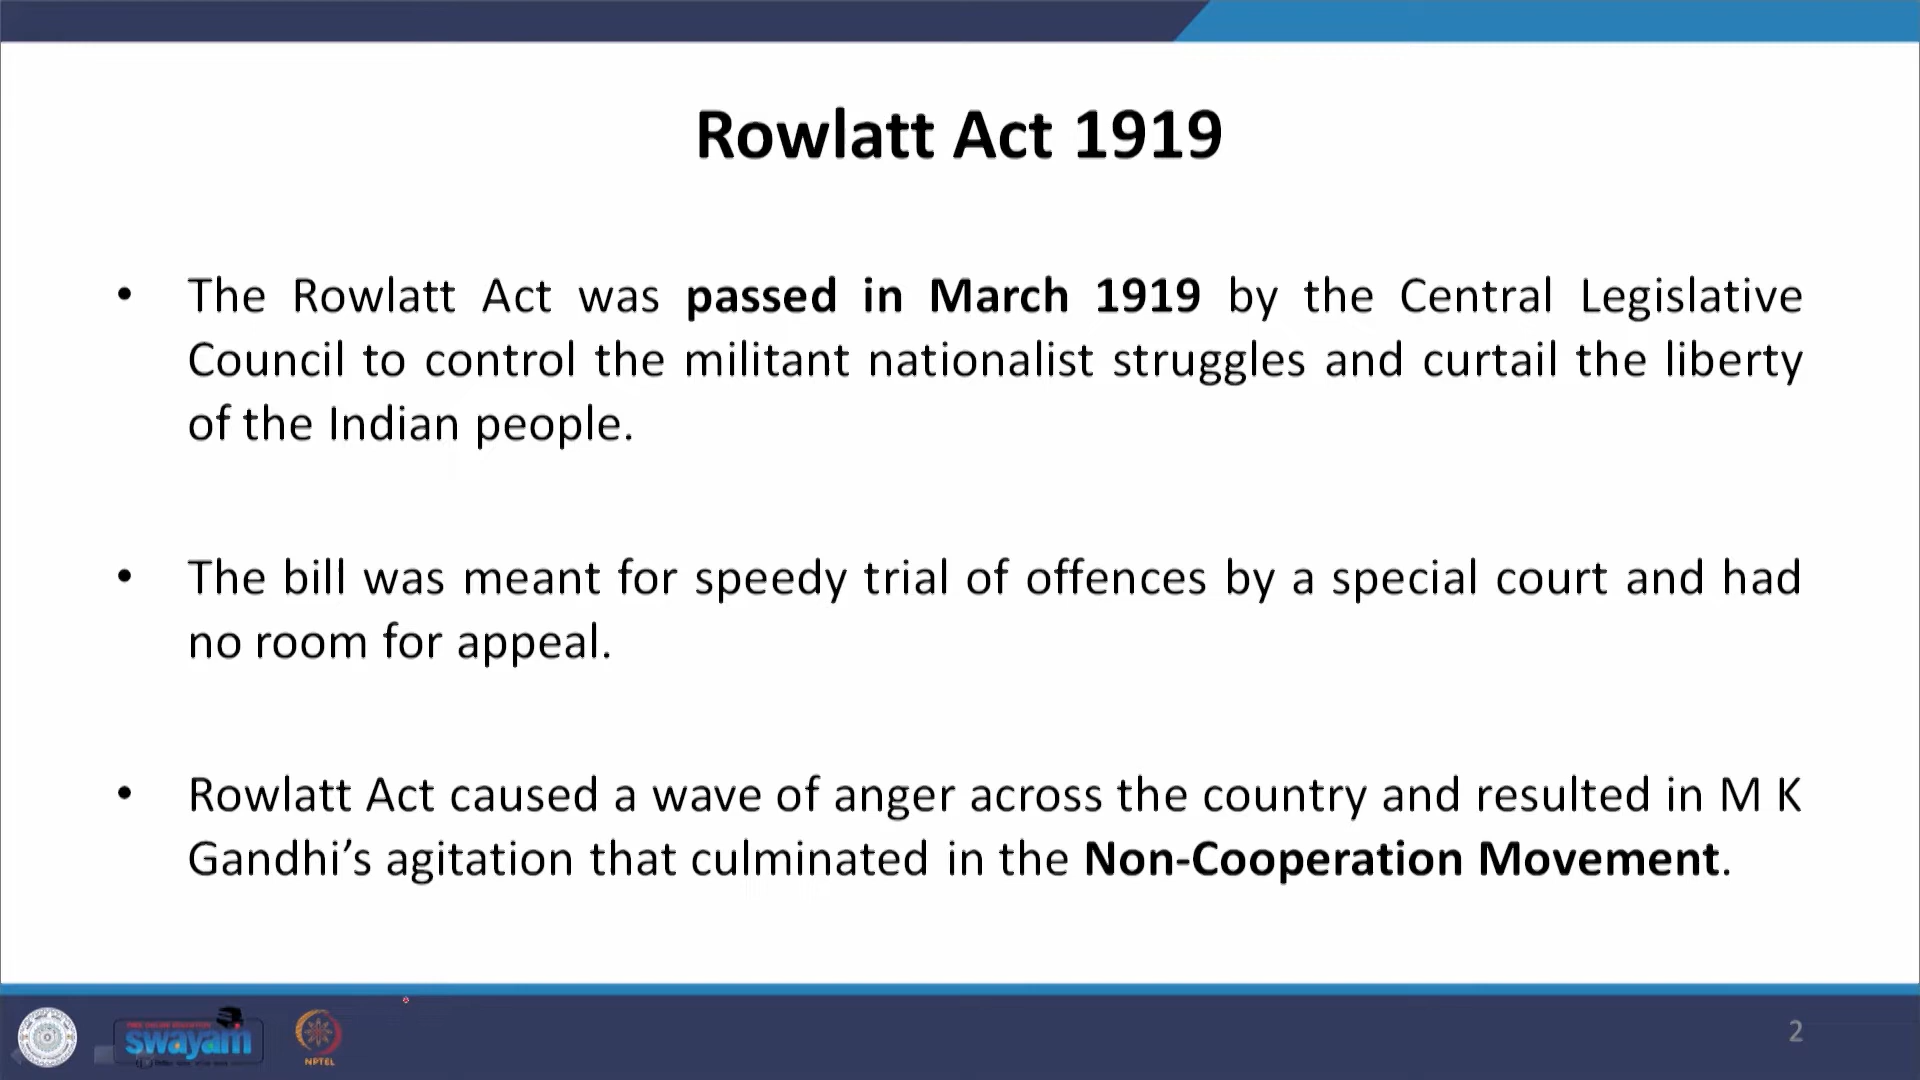 Rowlatt Act 1919
• The Rowlatt Act was passed in March 1919 by the Central Legislative
Council to control the militant nationalist struggles and curtail the liberty
of the Indian people.
• The bill was meant for speedy trial of offences by a special court and had
no room for appeal.
• Rowlatt Act caused a wave of anger across the country and resulted in M K
Gandhi’s agitation that culminated in the Non-Cooperation Movement.
swayam
NPTEL
2